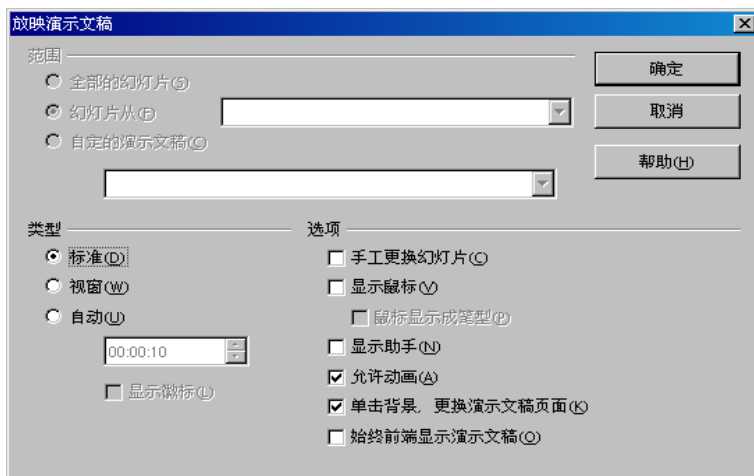 放映演示文稿
范围
全部的幻灯片(S)
幻灯片从(F)
自定的演示文稿(C)
确定
取消
帮助(H)
类型
标准(D)
视窗(W)
自动(U)
00:00:10
显示徽标(L)
选项
手工更换幻灯片(C)
显示鼠标(V)
鼠标显示成笔型(P)
显示助手(N)
允许动画(A)
单击背景，更换演示文稿页面(K)
始终前端显示演示文稿(O)